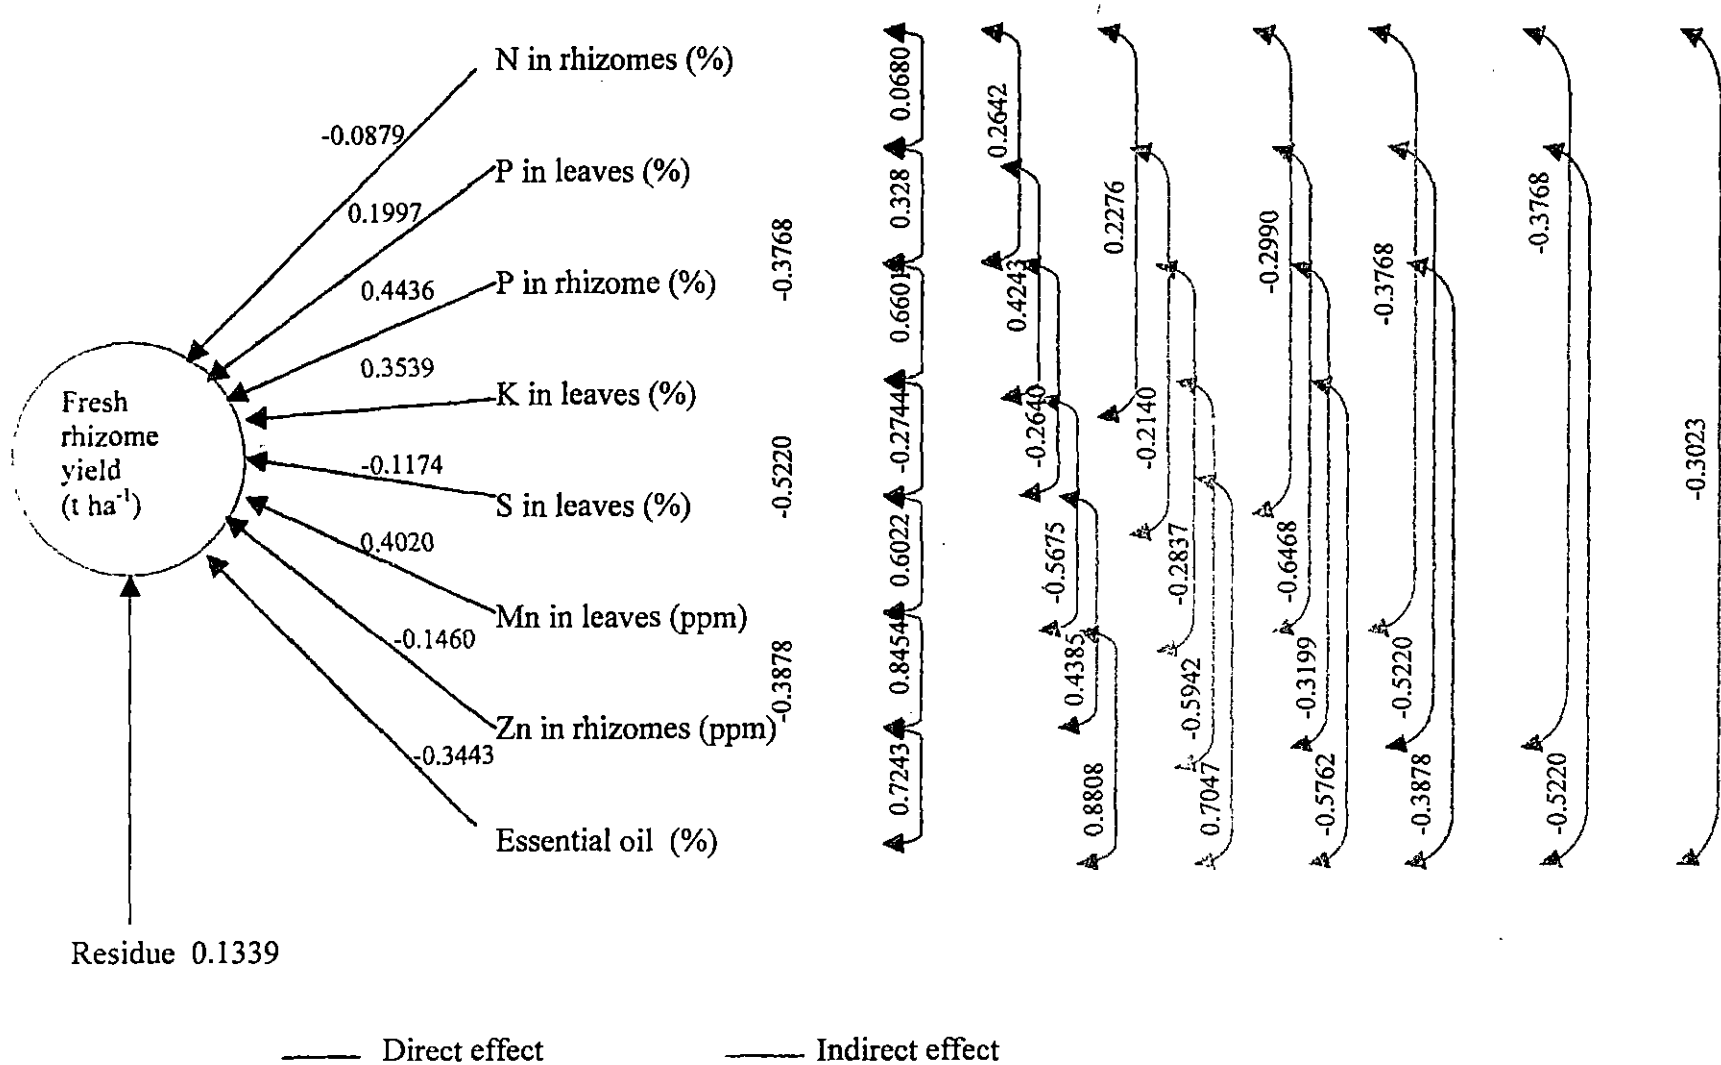 N in rhizomes (%)
-0.0879
P in leaves (%)
0.1997
P in rhizome (%)
0.4436
K in leaves (%)
0.3539
S in leaves (%)
-0.1174
Mn in leaves (ppm)
0.4020
Zn in rhizomes (ppm)
-0.1460
Essential oil (%)
-0.3443
Fresh
rhizome
yield
(t ha-1)
Residue 0.1339
-0.3768
-0.5220
-0.3878
0.0680
0.328
0.6601
-0.2744
0.6022
0.8454
0.7243
0.2642
0.4243
-0.2640
-0.5675
0.4385
0.8808
0.2276
-0.2140
-0.2837
-0.5942
0.7047
-0.2990
-0.6468
-0.3199
-0.5762
-0.3768
-0.5220
-0.3878
-0.3768
-0.5220
-0.3023
Direct effect
Indirect effect